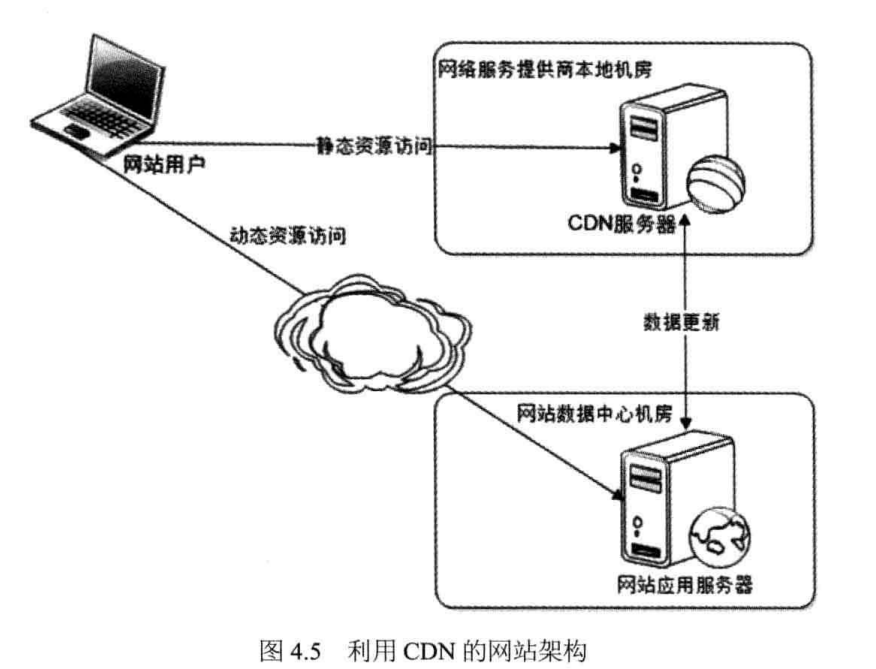 网络服务提供商本地机房
静态资源访问
网站用户
CDN服务器
动态资源访问
数据更新
网站数据中心机房
网站应用服务器
图 4.5 利用 CDN 的网站架构